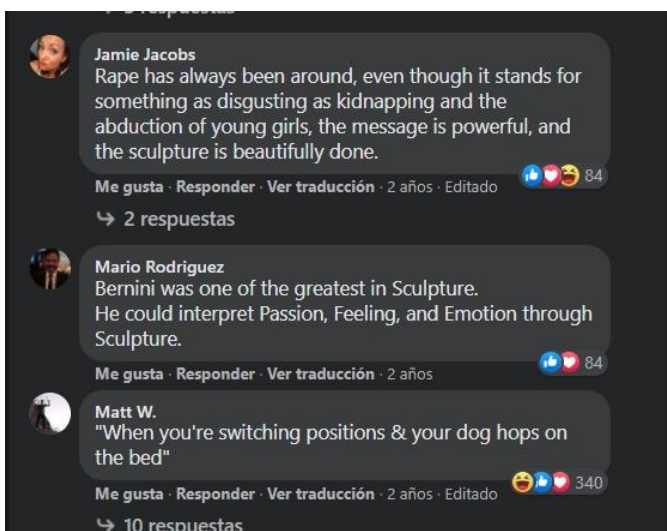 5 respuestas
Jamie Jacobs
Rape has always been around, even though it stands for
something as disgusting as kidnapping and the
abduction of young girls, the message is powerful, and
the sculpture is beautifully done.
84
Me gusta · Responder · Ver traducción · 2 años · Editado
2 respuestas
Mario Rodriguez
Bernini was one of the greatest in Sculpture.
He could interpret Passion, Feeling, and Emotion through
Sculpture.
84
Me gusta · Responder · Ver traducción · 2 años
Matt W.
"When you're switching positions & your dog hops on
the bed"
340
Me gusta · Responder · Ver traducción · 2 años · Editado
10 respuestas